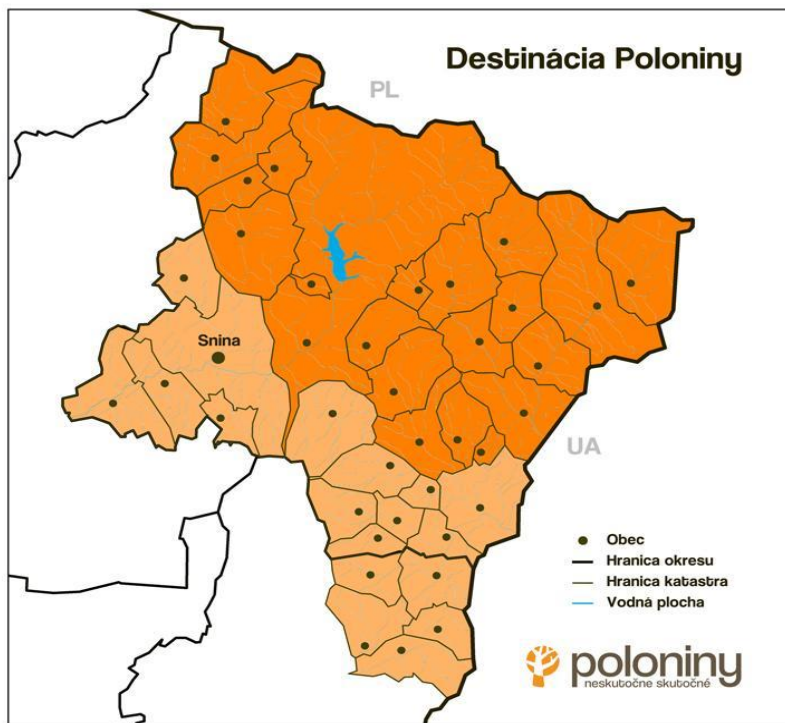 Destinácia Poloniny
PL
Snina
UA
Obec
Hranica okresu
Hranica katastra
Vodná plocha
poloniny
neskutočne skutočné